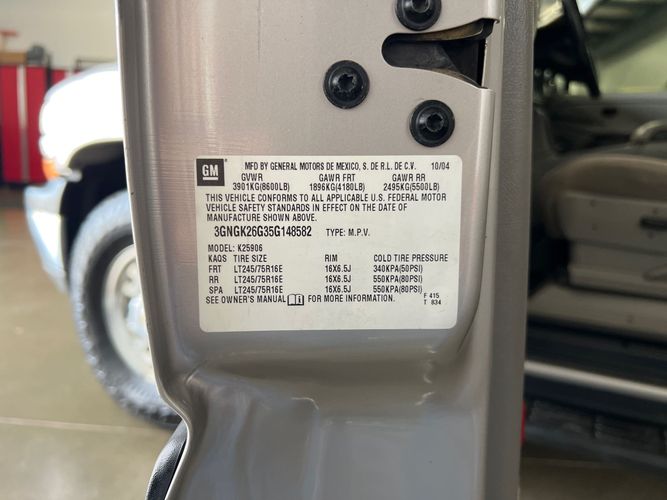 GM
MFD BY GENERAL MOTORS DE MEXICO, S. DE R.L. DE C.V. 10/04
GVWR GAWR FRT GAWR RR
3901KG(8600LB) 1896KG(4180LB) 2495KG(5500LB)
THIS VEHICLE CONFORMS TO ALL APPLICABLE U.S. FEDERAL MOTOR
VEHICLE SAFETY STANDARDS IN EFFECT ON THE DATE OF
MANUFACTURE SHOWN ABOVE.
3GNGK26G35G148582 TYPE: M.P.V.
MODEL: K25906
KAQS TIRE SIZE RIM COLD TIRE PRESSURE
FRT LT245/75R16E 16X6.5J 340KPA(50PSI)
RR LT245/75R16E 16X6.5J 550KPA(80PSI)
SPA LT245/75R16E 16X6.5J 550KPA(80PSI)
SEE OWNER'S MANUAL FOR MORE INFORMATION.
F 415
T 834